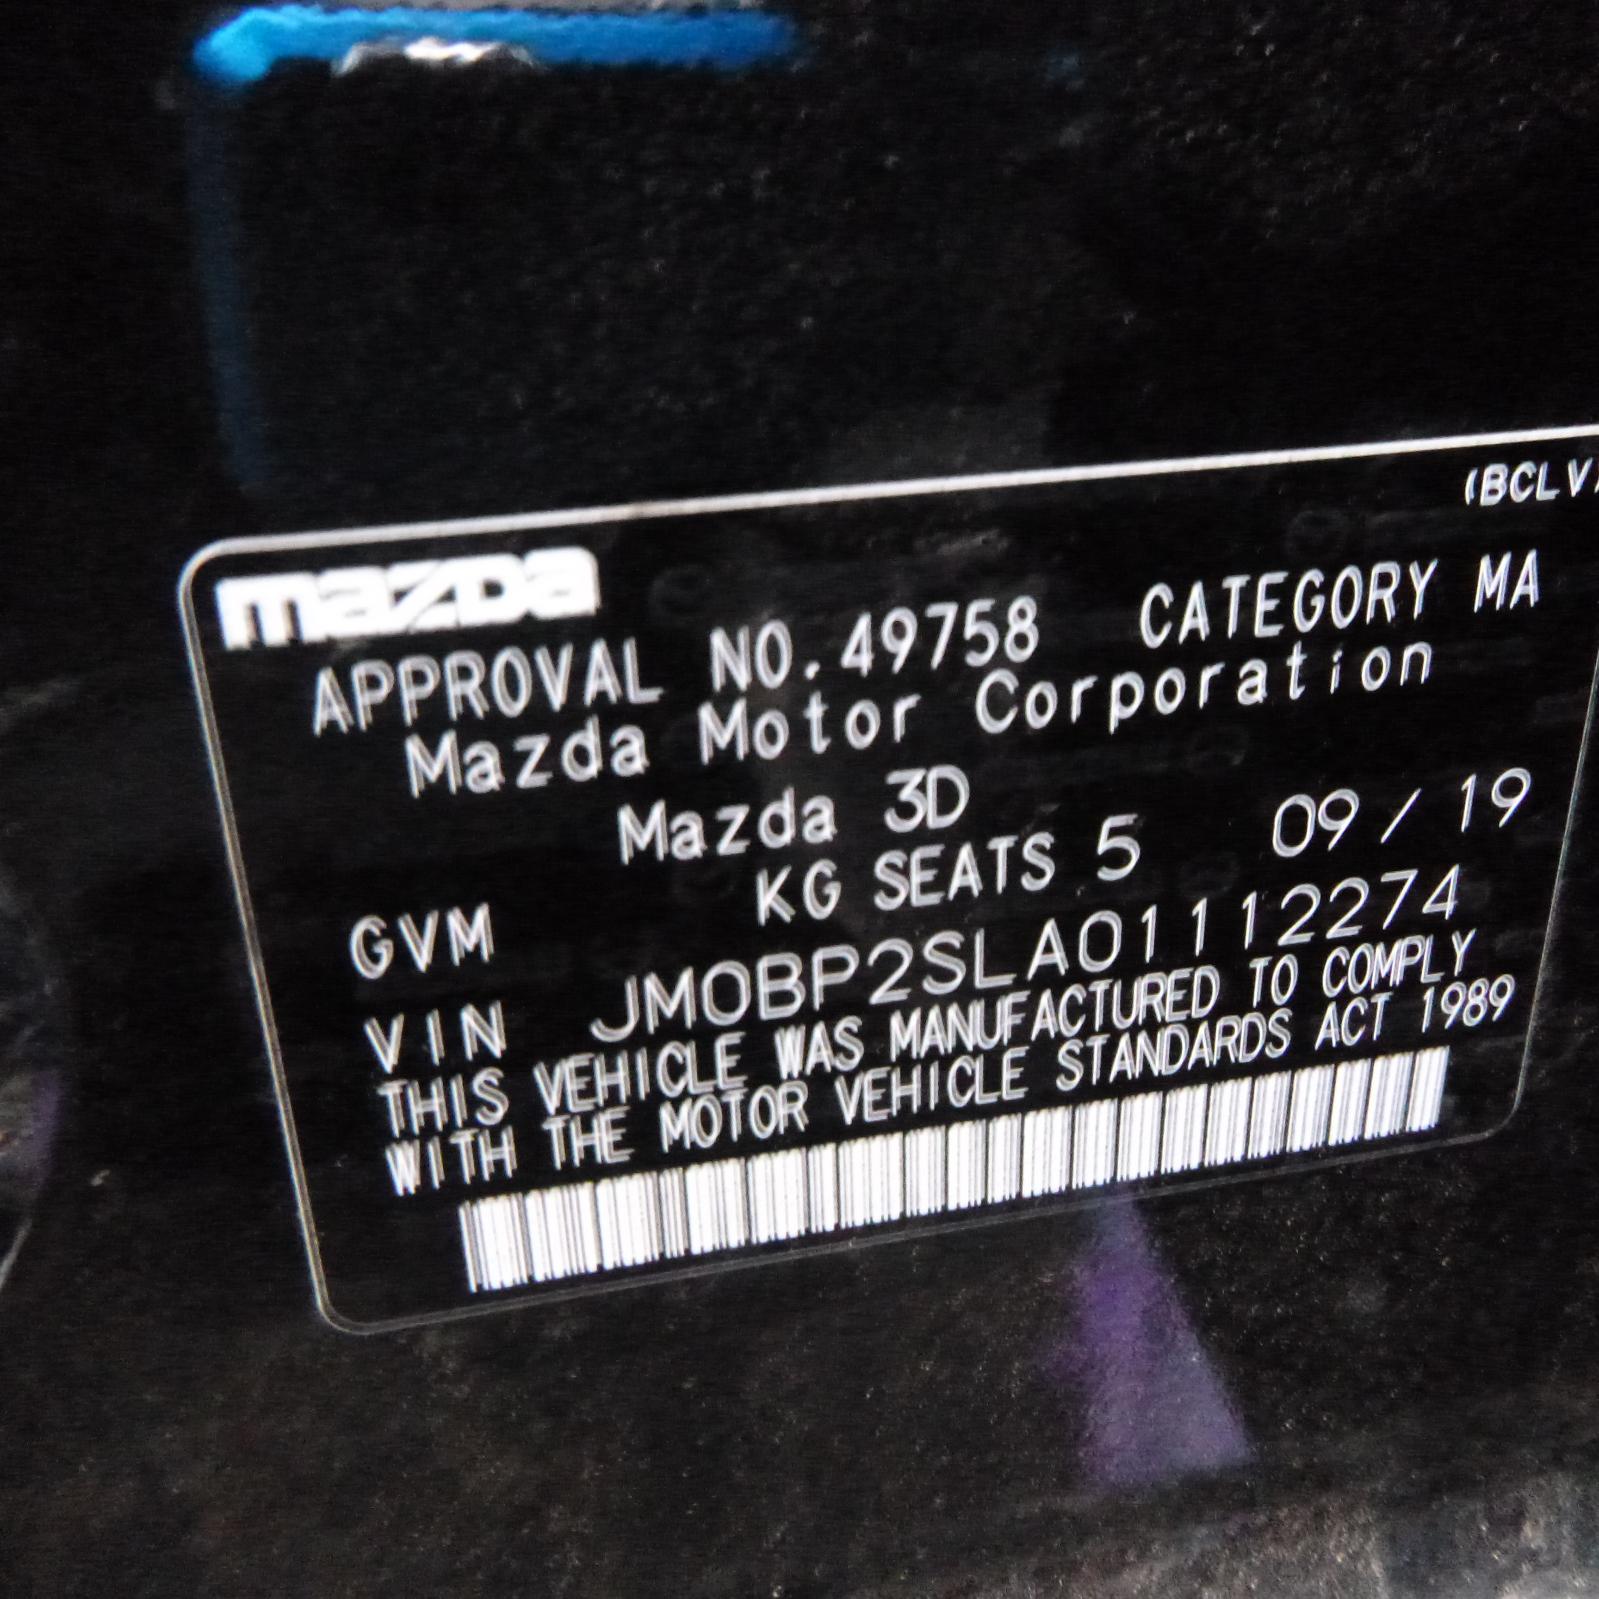 (BCLV)
mazda
APPROVAL NO. 49758 CATEGORY MA
Mazda Motor Corporation
Mazda 3D
GVM KG SEATS 5 09 / 19
VIN JM0BP2SLA01112274
THIS VEHICLE WAS MANUFACTURED TO COMPLY
WITH THE MOTOR VEHICLE STANDARDS ACT 1989